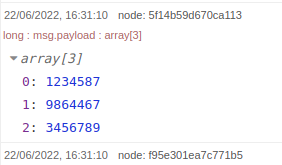 22/06/2022, 16:31:10 node: 5f14b59d670ca113
long : msg.payload : array[3]
array[3]
0: 1234587
1: 9864467
2: 3456789
22/06/2022, 16:31:10 node: f95e301ea7c771b5